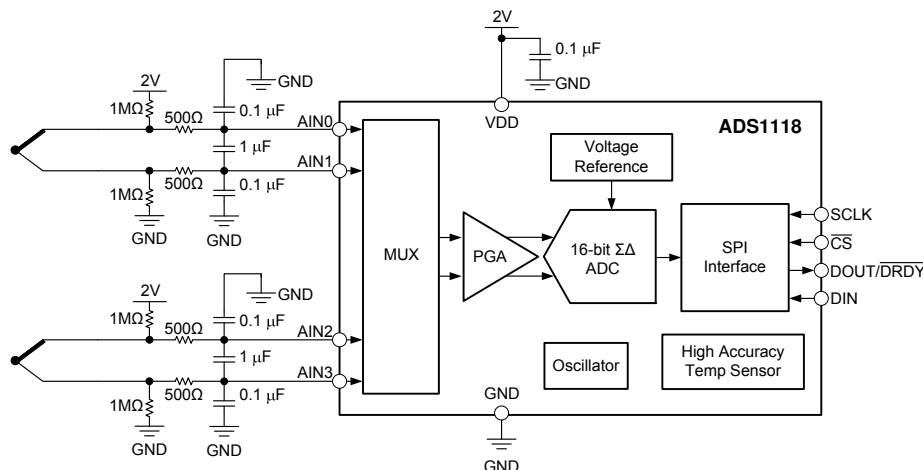 2V
0.1 μF
GND
GND
2V
1MΩ
500Ω
0.1 μF
AIN0
1 μF
AIN1
500Ω
0.1 μF
1MΩ
GND
GND
VDD
ADS1118
Voltage
Reference
MUX
PGA
16-bit ΣΔ
ADC
SPI
Interface
SCLK
CS
DOUT/DRDY
DIN
Oscillator
High Accuracy
Temp Sensor
GND
2V
1MΩ
500Ω
0.1 μF
AIN2
1 μF
AIN3
500Ω
0.1 μF
1MΩ
GND
GND
GND
GND